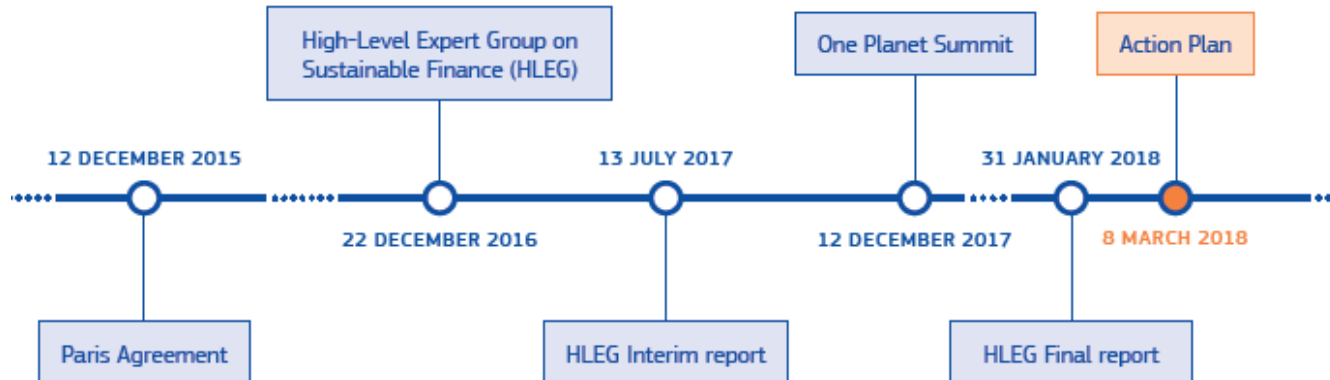 High-Level Expert Group on
Sustainable Finance (HLEG)
One Planet Summit
Action Plan
12 DECEMBER 2015
13 JULY 2017
31 JANUARY 2018
22 DECEMBER 2016
12 DECEMBER 2017
8 MARCH 2018
Paris Agreement
HLEG Interim report
HLEG Final report